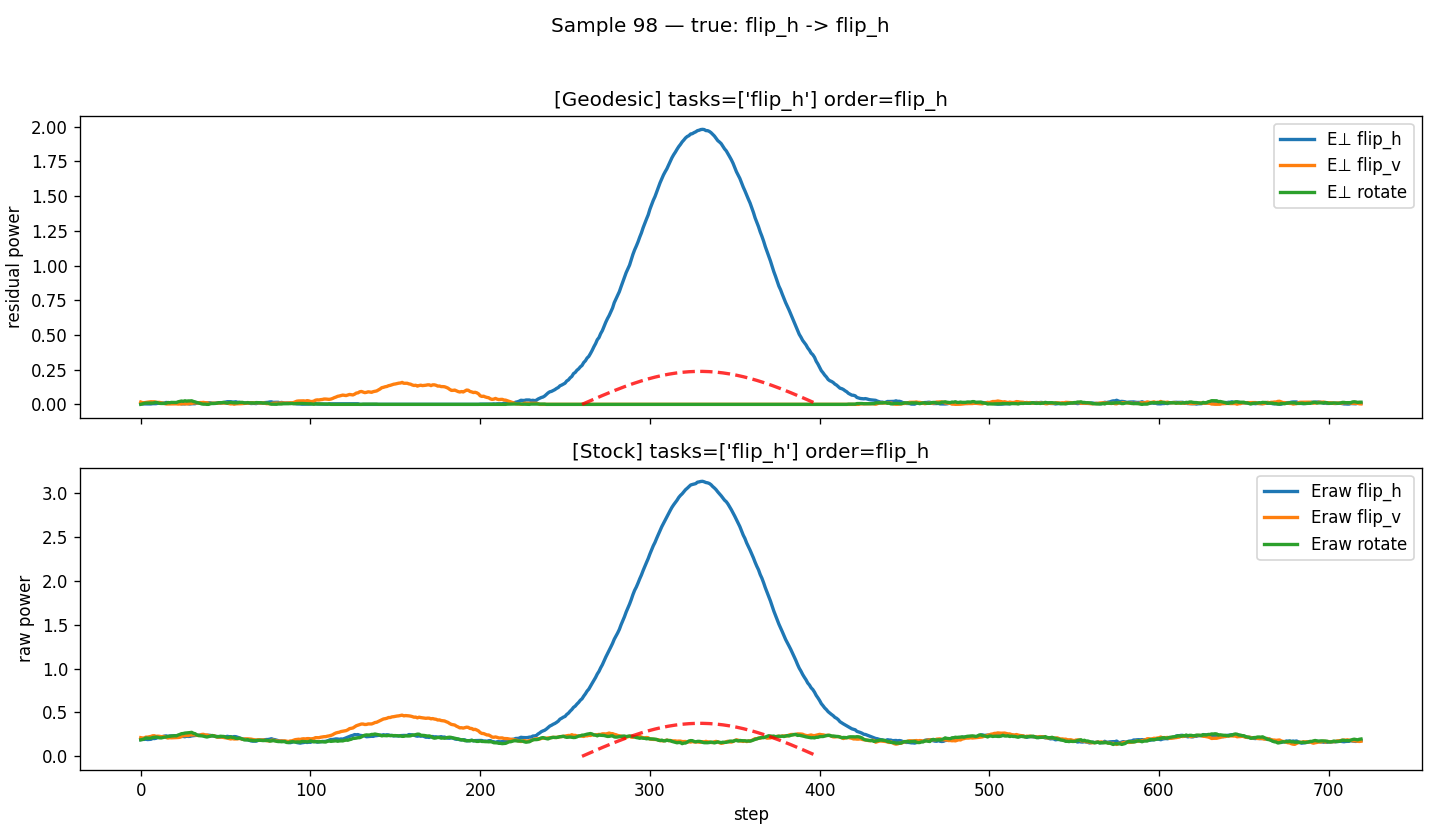 Sample 98 — true: flip_h -> flip_h
[Geodesic] tasks=['flip_h'] order=flip_h
residual power
2.00
1.75
1.50
1.25
1.00
0.75
0.50
0.25
0.00
E⊥ flip_h
E⊥ flip_v
E⊥ rotate
[Stock] tasks=['flip_h'] order=flip_h
raw power
3.0
2.5
2.0
1.5
1.0
0.5
0.0
Eraw flip_h
Eraw flip_v
Eraw rotate
0 100 200 300 400 500 600 700
step